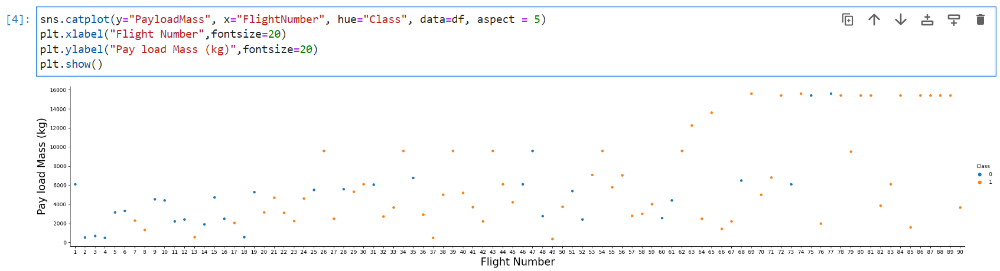 [4]: sns.catplot(y="PayloadMass", x="FlightNumber", hue="Class", data=df, aspect = 5)
plt.xlabel("Flight Number",fontsize=20)
plt.ylabel("Pay load Mass (kg)",fontsize=20)
plt.show()
16000
14000
12000
10000
8000
6000
4000
2000
0
Pay load Mass (kg)
Class
0
1
1 2 3 4 5 6 7 8 9 10 11 12 13 14 15 16 17 18 19 20 21 22 23 24 25 26 27 28 29 30 31 32 33 34 35 36 37 38 39 40 41 42 43 44 45 46 47 48 49 50 51 52 53 54 55 56 57 58 59 60 61 62 63 64 65 66 67 68 69 70 71 72 73 74 75 76 77 78 79 80 81 82 83 84 85 86 87 88 89 90
Flight Number